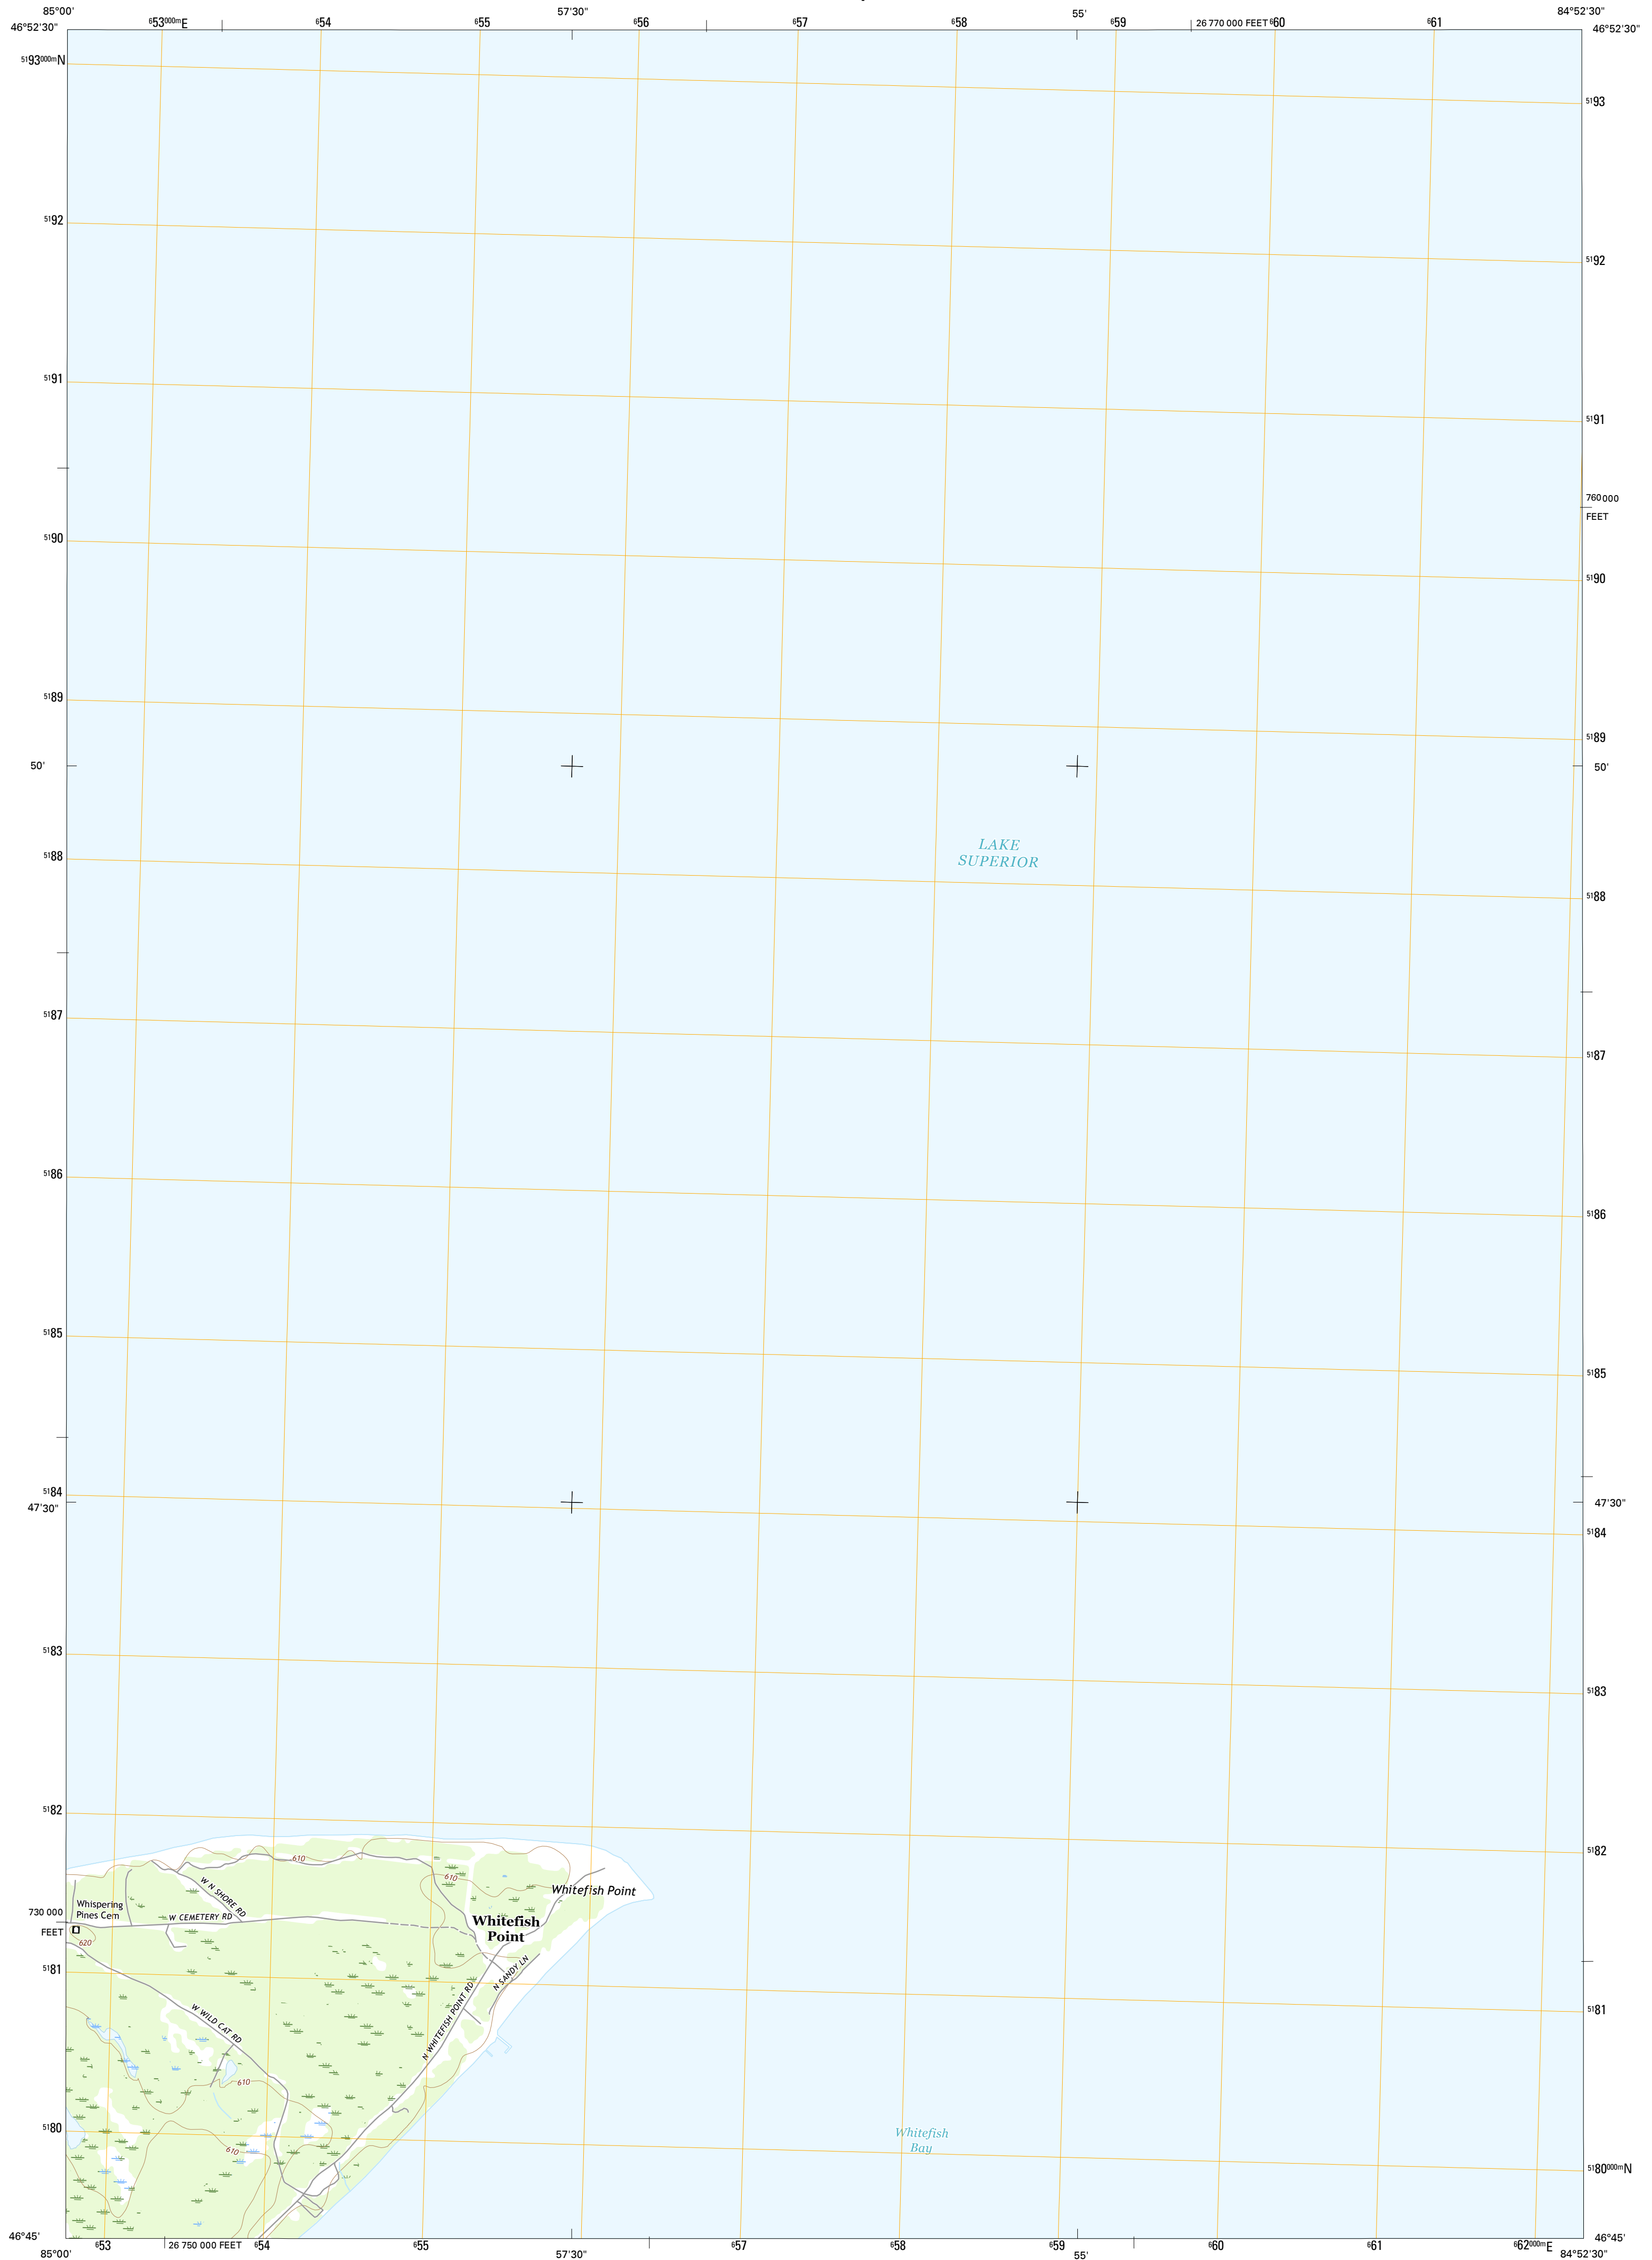 85°00'
57'30"
55'
84°52'30"
⁶53⁰⁰⁰ᵐE
⁶54
⁶55
⁶56
⁶57
⁶58
⁶59
26 770 000 FEET
⁶60
⁶61
46°52'30"
46°52'30"
⁵¹93⁰⁰⁰ᵐN
⁵¹93
⁵¹92
⁵¹92
⁵¹91
⁵¹91
760 000
FEET
⁵¹90
⁵¹90
⁵¹89
⁵¹89
50'
50'
LAKE
SUPERIOR
⁵¹88
⁵¹88
⁵¹87
⁵¹87
⁵¹86
⁵¹86
⁵¹85
⁵¹85
⁵¹84
47'30"
47'30"
⁵¹84
⁵¹83
⁵¹83
⁵¹82
⁵¹82
610
610
Whitefish Point
W N SHORE RD
Whispering
Pines Cem
W CEMETERY RD
730 000
FEET
Whitefish
Point
620
⁵¹81
N SANDY LN
N WHITEFISH POINT RD
⁵¹81
W WILD CAT RD
610
⁵¹80
610
Whitefish
Bay
⁵¹80⁰⁰⁰ᵐN
46°45'
46°45'
⁶53
26 750 000 FEET
⁶54
⁶55
⁶57
⁶58
⁶59
⁶60
⁶61
⁶62⁰⁰⁰ᵐE
85°00'
57'30"
55'
84°52'30"